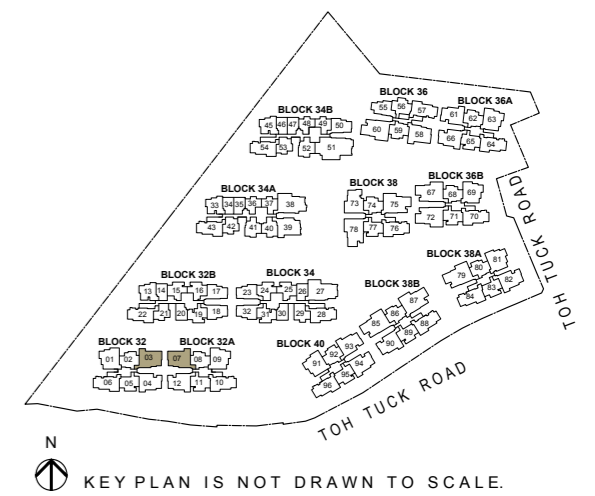 BLOCK 36
55 56 57
60 59 58
BLOCK 36A
61 62 63
66 65 64
BLOCK 34B
45 46 47 48 49 50
54 53 52 51
BLOCK 34A
33 34 35 36 37 38
43 42 41 40 39
BLOCK 38
73 74 75
78 77 76
BLOCK 36B
67 68 69
72 71 70
TOH TUCK ROAD
BLOCK 38A
79 80 81
84 83 82
BLOCK 32B
13 14 15 16 17
22 21 20 19 18
BLOCK 34
23 24 25 26 27
32 31 30 29 28
BLOCK 38B
85 86 87
90 89 88
BLOCK 32
01 02 03
06 05 04
BLOCK 32A
07 08 09
12 11 10
BLOCK 40
91 92 93
96 95 94
TOH TUCK ROAD
N
KEY PLAN IS NOT DRAWN TO SCALE.